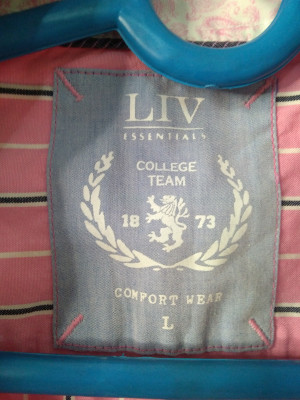 LIV
ESSENTIALS
COLLEGE
TEAM
18 73
COMFORT WEAR
L